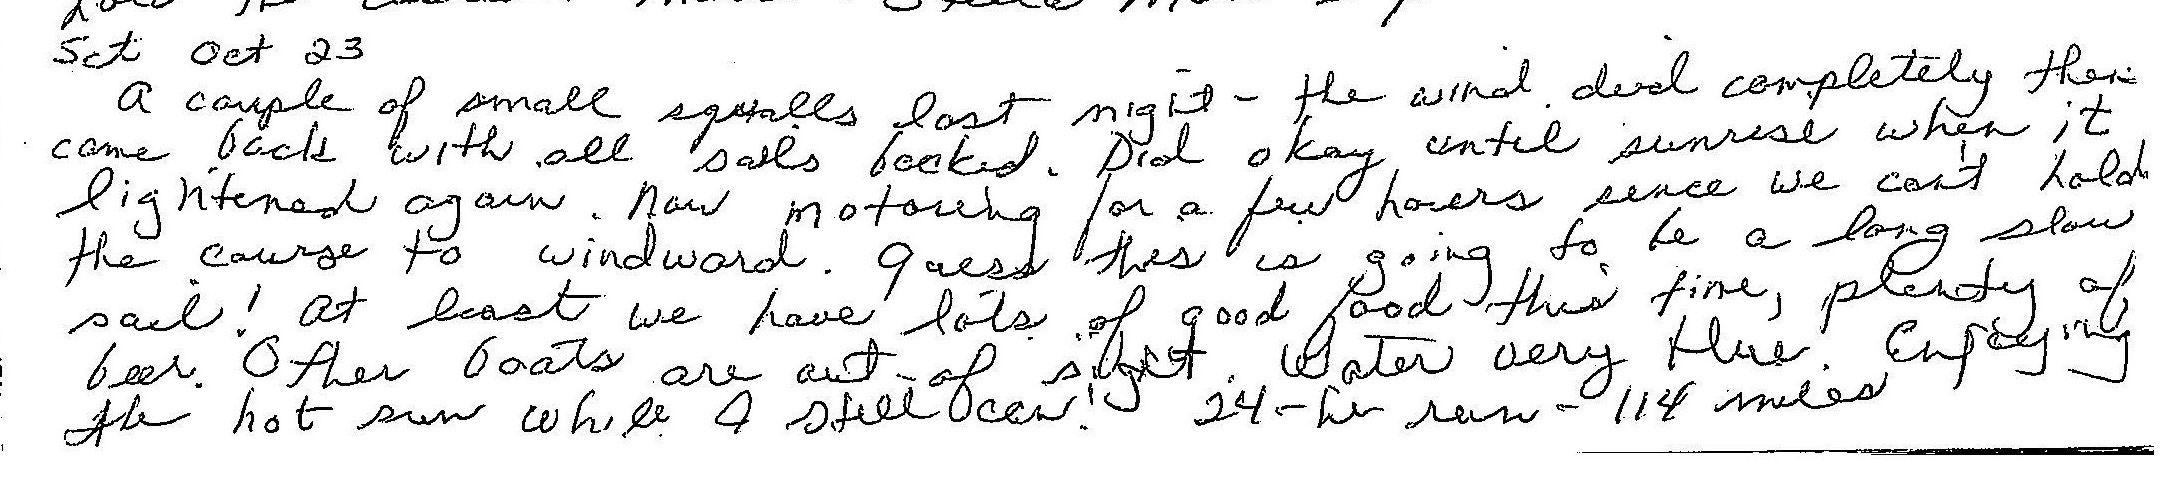 Sat Oct 23
A couple of small squalls last night - the wind died completely then
came back with all sails backed. Did okay until sunrise when it
lightened again. Now motoring for a few hours since we can't hold
the course to windward. Guess this is going to be a long slow
sail! At least we have lots of good food this time, plenty of
beer. Other boats are out-of sight. Water very blue. Enjoying
the hot sun while I still can! 24-hr run - 114 miles